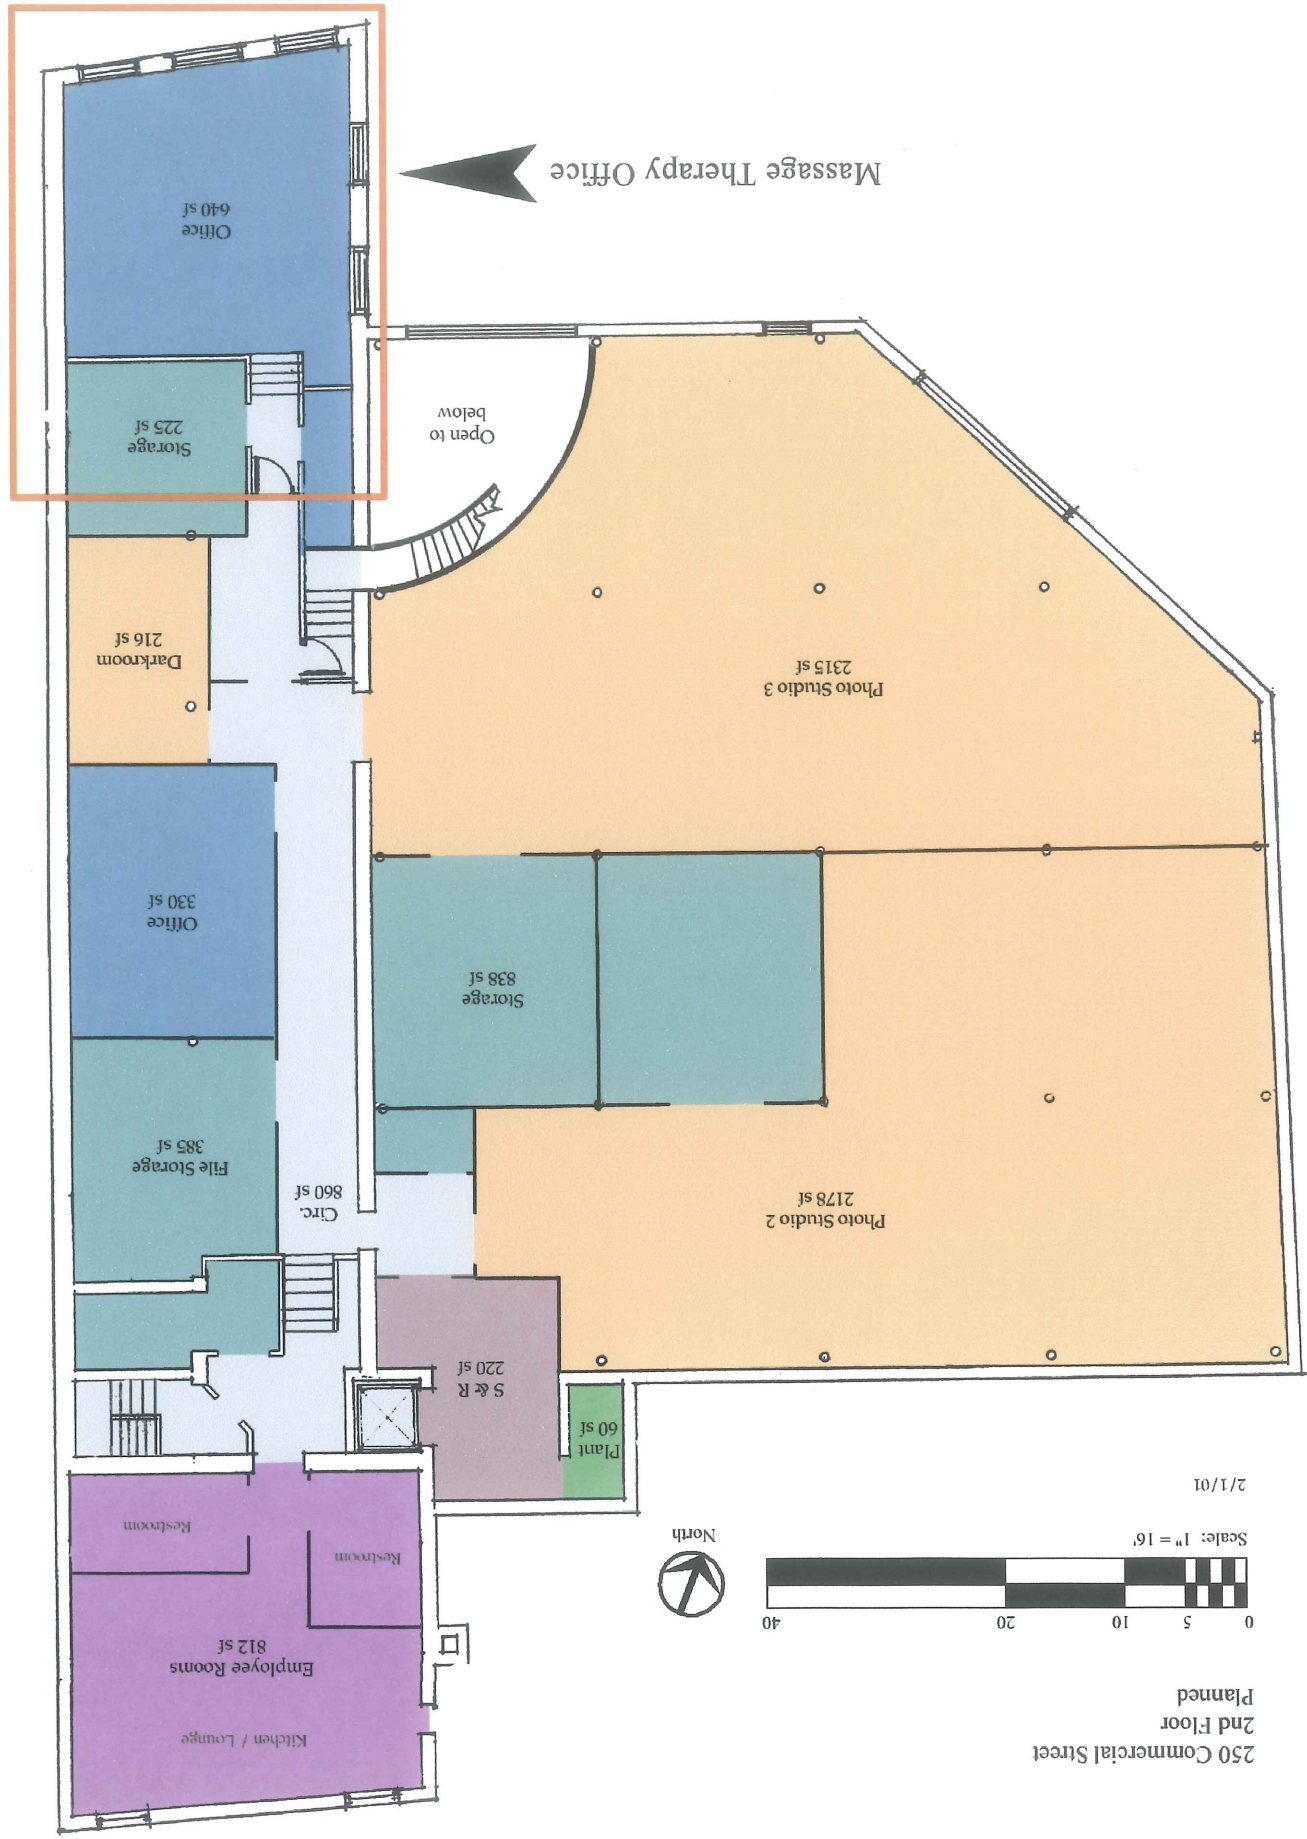 250 Commercial Street
2nd Floor
Planned
0 5 10 20 40
Scale: 1" = 16'
2/1/01
North
Kitchen / Lounge
Employee Rooms
812 sf
Restroom
Restroom
Plant
60 sf
S & R
220 sf
Photo Studio 2
2178 sf
Circ.
860 sf
File Storage
385 sf
Storage
838 sf
Office
330 sf
Photo Studio 3
2315 sf
Darkroom
216 sf
Open to
below
Storage
225 sf
Office
640 sf
Massage Therapy Office